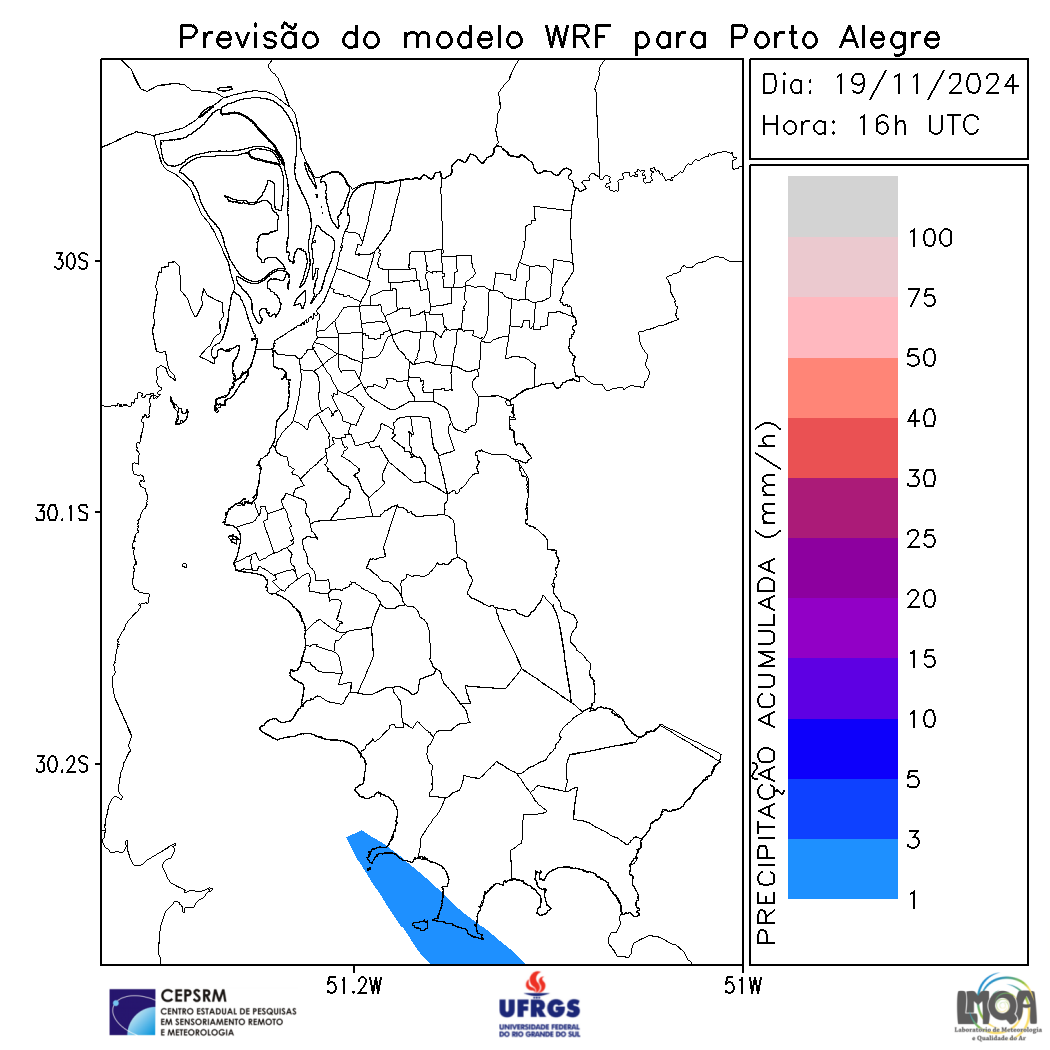 Previsão do modelo WRF para Porto Alegre
Dia: 19/11/2024
Hora: 16h UTC
30S
30.1S
30.2S
51.2W
51W
PRECIPITAÇÃO ACUMULADA (mm/h)
100
75
50
40
30
25
20
15
10
5
3
1
CEPSRM
CENTRO ESTADUAL DE PESQUISAS
EM SENSORIAMENTO REMOTO
E METEOROLOGIA
UFRGS
UNIVERSIDADE FEDERAL
DO RIO GRANDE DO SUL
LMQA
Laboratório de Meteorologia
e Qualidade do Ar